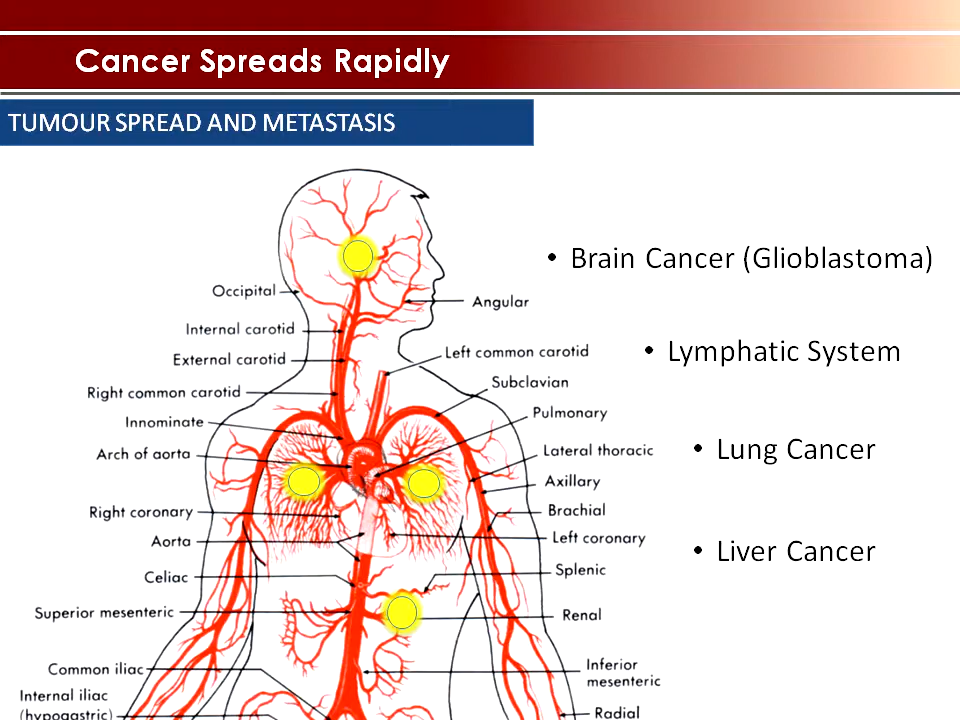 Cancer Spreads Rapidly
TUMOUR SPREAD AND METASTASIS
• Brain Cancer (Glioblastoma)
• Lymphatic System
• Lung Cancer
• Liver Cancer
Occipital
Internal carotid
External carotid
Right common carotid
Innominate
Arch of aorta
Right coronary
Aorta
Celiac
Superior mesenteric
Common iliac
Internal iliac
(hypogastric)
Angular
Left common carotid
Subclavian
Pulmonary
Lateral thoracic
Axillary
Brachial
Left coronary
Splenic
Renal
Inferior
mesenteric
Radial